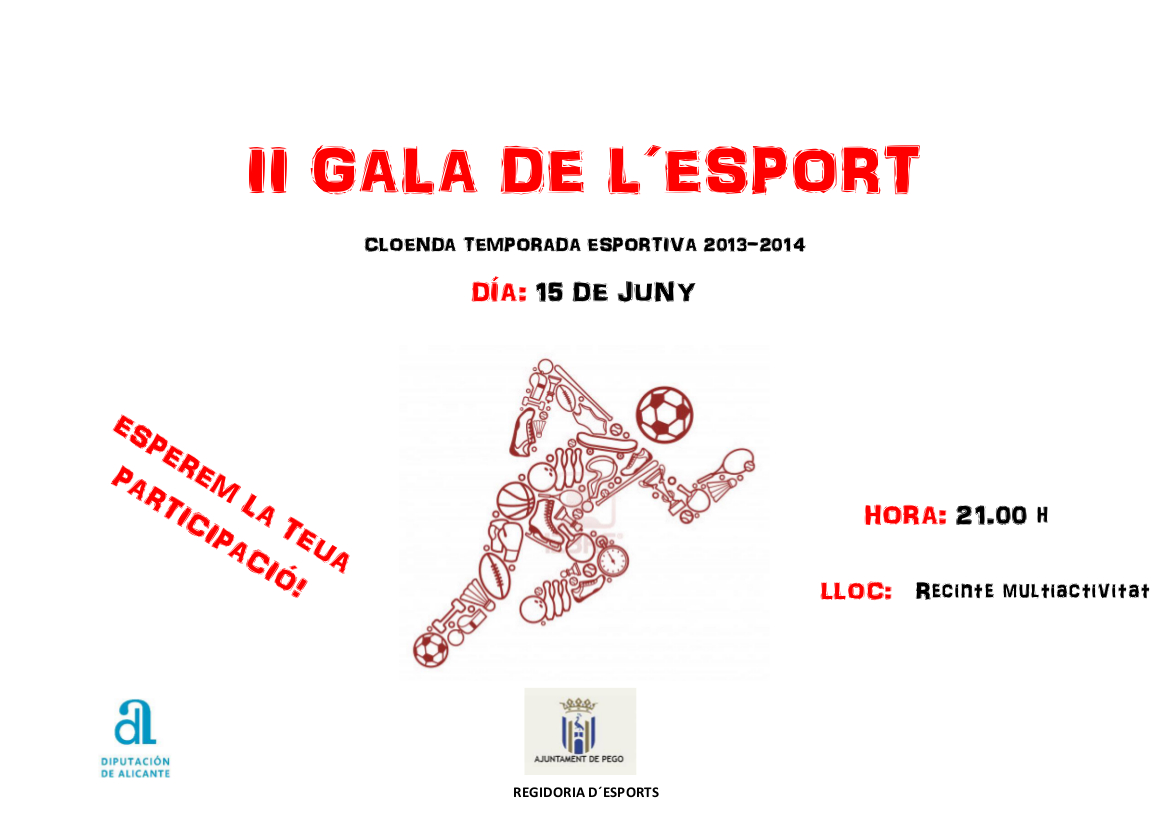 II GALA DE L´ESPORT
CLOENDA TEMPORADA ESPORTIVA 2013-2014
DÍA: 15 DE JUNY
ESPEREM LA TEUA
PARTICIPACIÓ!
HORA: 21.00 H
LLOC: RECINTE MULTIACTIVITAT
DIPUTACIÓN
DE ALICANTE
AJUNTAMENT DE PEGO
REGIDORIA D´ESPORTS